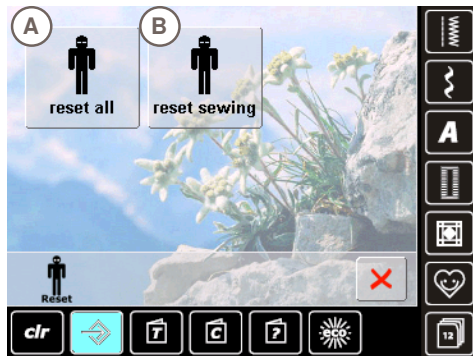 A B
reset all reset sewing
A
Reset
clr T C ? eco 12